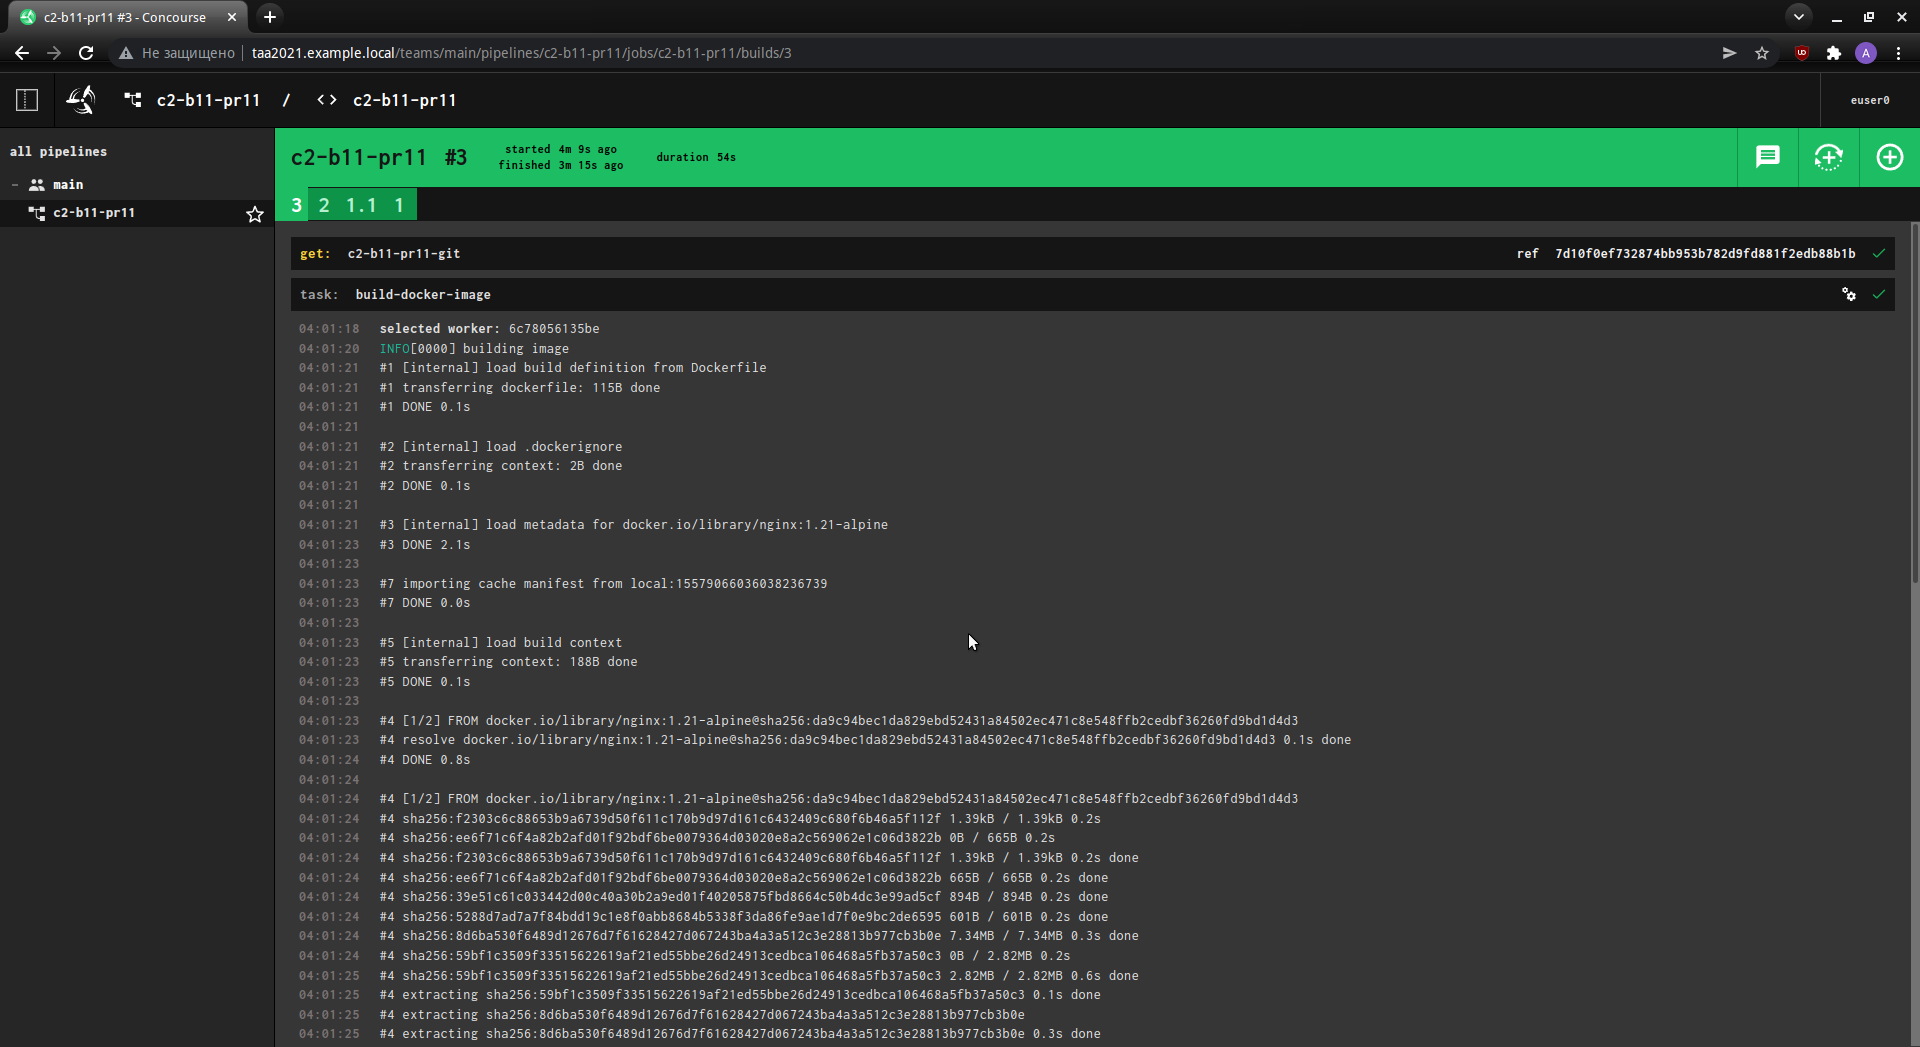 c2-b11-pr11 #3 - Concourse
Не защищено taa2021.example.local/teams/main/pipelines/c2-b11-pr11/jobs/c2-b11-pr11/builds/3
A
c2-b11-pr11 / <> c2-b11-pr11
euser0
all pipelines
- main
c2-b11-pr11
c2-b11-pr11 #3
started 4m 9s ago
finished 3m 15s ago
duration 54s
3 2 1.1 1
get: c2-b11-pr11-git ref 7d10f0ef732874bb953b782d9fd881f2edb88b1b
task: build-docker-image
04:01:18 selected worker: 6c78056135be
04:01:20 INFO[0000] building image
04:01:21 #1 [internal] load build definition from Dockerfile
04:01:21 #1 transferring dockerfile: 115B done
04:01:21 #1 DONE 0.1s
04:01:21
04:01:21 #2 [internal] load .dockerignore
04:01:21 #2 transferring context: 2B done
04:01:21 #2 DONE 0.1s
04:01:21
04:01:21 #3 [internal] load metadata for docker.io/library/nginx:1.21-alpine
04:01:23 #3 DONE 2.1s
04:01:23
04:01:23 #7 importing cache manifest from local:15579066036038236739
04:01:23 #7 DONE 0.0s
04:01:23
04:01:23 #5 [internal] load build context
04:01:23 #5 transferring context: 188B done
04:01:23 #5 DONE 0.1s
04:01:23
04:01:23 #4 [1/2] FROM docker.io/library/nginx:1.21-alpine@sha256:da9c94bec1da829ebd52431a84502ec471c8e548ffb2cedbf36260fd9bd1d4d3
04:01:23 #4 resolve docker.io/library/nginx:1.21-alpine@sha256:da9c94bec1da829ebd52431a84502ec471c8e548ffb2cedbf36260fd9bd1d4d3 0.1s done
04:01:24 #4 DONE 0.8s
04:01:24
04:01:24 #4 [1/2] FROM docker.io/library/nginx:1.21-alpine@sha256:da9c94bec1da829ebd52431a84502ec471c8e548ffb2cedbf36260fd9bd1d4d3
04:01:24 #4 sha256:f2303c6c88653b9a6739d50f611c170b9d97d161c6432409c680f6b46a5f112f 1.39kB / 1.39kB 0.2s
04:01:24 #4 sha256:ee6f71c6f4a82b2afd01f92bdf6be0079364d03020e8a2c569062e1c06d3822b 0B / 665B 0.2s
04:01:24 #4 sha256:f2303c6c88653b9a6739d50f611c170b9d97d161c6432409c680f6b46a5f112f 1.39kB / 1.39kB 0.2s done
04:01:24 #4 sha256:ee6f71c6f4a82b2afd01f92bdf6be0079364d03020e8a2c569062e1c06d3822b 665B / 665B 0.2s done
04:01:24 #4 sha256:39e51c61c033442d00c40a30b2a9ed01f40205875fbd8664c50b4dc3e99ad5cf 894B / 894B 0.2s done
04:01:24 #4 sha256:5288d7ad7a7f84bdd19c1e8f0abb8684b5338f3da86fe9ae1d7f0e9bc2de6595 601B / 601B 0.2s done
04:01:24 #4 sha256:8d6ba530f6489d12676d7f61628427d067243ba4a3a512c3e28813b977cb3b0e 7.34MB / 7.34MB 0.3s done
04:01:24 #4 sha256:59bf1c3509f33515622619af21ed55bbe26d24913cedbca106468a5fb37a50c3 0B / 2.82MB 0.2s
04:01:25 #4 sha256:59bf1c3509f33515622619af21ed55bbe26d24913cedbca106468a5fb37a50c3 2.82MB / 2.82MB 0.6s done
04:01:25 #4 extracting sha256:59bf1c3509f33515622619af21ed55bbe26d24913cedbca106468a5fb37a50c3 0.1s done
04:01:25 #4 extracting sha256:8d6ba530f6489d12676d7f61628427d067243ba4a3a512c3e28813b977cb3b0e
04:01:25 #4 extracting sha256:8d6ba530f6489d12676d7f61628427d067243ba4a3a512c3e28813b977cb3b0e 0.3s done